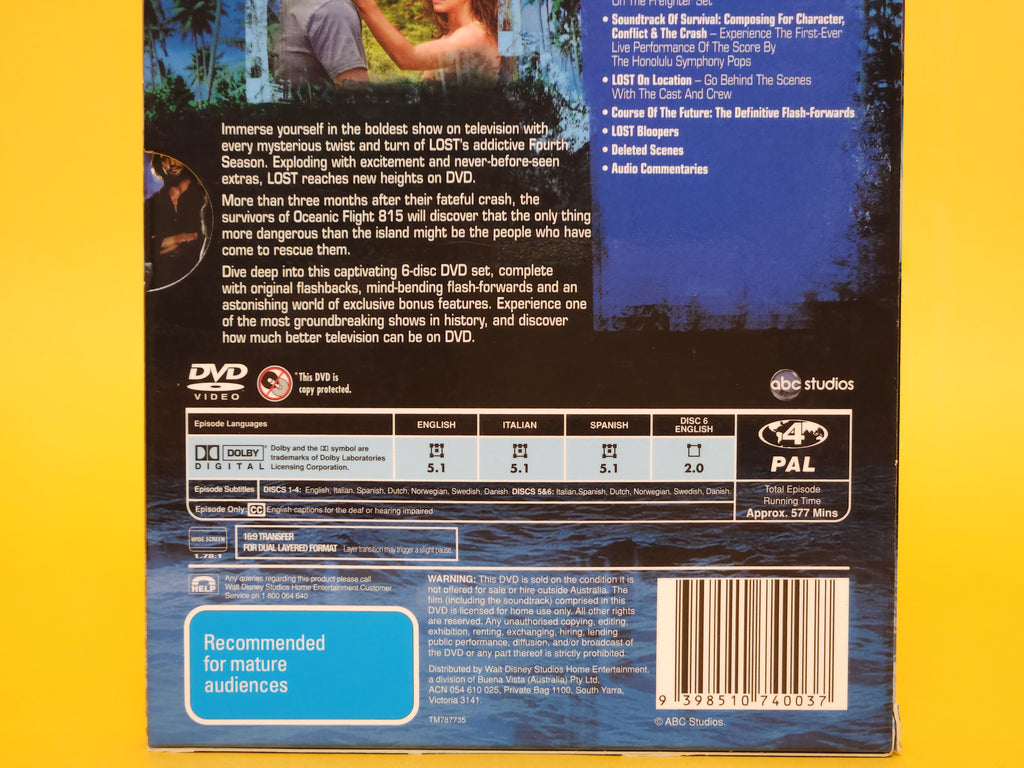 On The Freighter Set
• Soundtrack Of Survival: Composing For Character,
Conflict & The Crash – Experience The First-Ever
Live Performance Of The Score By
The Honolulu Symphony Pops
• LOST On Location – Go Behind The Scenes
With The Cast And Crew
• Course Of The Future: The Definitive Flash-Forwards
• LOST Bloopers
• Deleted Scenes
• Audio Commentaries
Immerse yourself in the boldest show on television with
every mysterious twist and turn of LOST's addictive Fourth
Season. Exploding with excitement and never-before-seen
extras, LOST reaches new heights on DVD.
More than three months after their fateful crash, the
survivors of Oceanic Flight 815 will discover that the only thing
more dangerous than the island might be the people who have
come to rescue them.
Dive deep into this captivating 6-disc DVD set, complete
with original flashbacks, mind-bending flash-forwards and an
astonishing world of exclusive bonus features. Experience one
of the most groundbreaking shows in history, and discover
how much better television can be on DVD.
DVD
VIDEO
*This DVD is
copy protected.
abc studios
Episode Languages
ENGLISH
ITALIAN
SPANISH
DISC 6
ENGLISH
DOLBY
DIGITAL
Dolby and the DD symbol are
trademarks of Dolby Laboratories
Licensing Corporation.
5.1
5.1
5.1
2.0
4
PAL
Episode Subtitles
DISCS 1-4: English, Italian, Spanish, Dutch, Norwegian, Swedish, Danish. DISCS 5&6: Italian,Spanish, Dutch, Norwegian, Swedish, Danish.
Episode Only: CC English captions for the deaf or hearing impaired
Total Episode
Running Time
Approx. 577 Mins
WIDE SCREEN
1.78:1
16:9 TRANSFER
FOR DUAL LAYERED FORMAT Layer transition may trigger a slight pause.
HELP
Any queries regarding this product please call
Walt Disney Studios Home Entertainment Customer
Service on 1 800 064 640
Recommended
for mature
audiences
WARNING: This DVD is sold on the condition it is
not offered for sale or hire outside Australia. The
film (including the soundtrack) comprised in this
DVD is licensed for home use only. All other rights
are reserved. Any unauthorised copying, editing,
exhibition, renting, exchanging, hiring, lending
public performance, diffusion, and/or broadcast of
the DVD or any part thereof is strictly prohibited.
Distributed by Walt Disney Studios Home Entertainment,
a division of Buena Vista (Australia) Pty Ltd.
ACN 054 610 025, Private Bag 1100, South Yarra,
Victoria 3141.
TM787735
9 398510 740037
© ABC Studios.